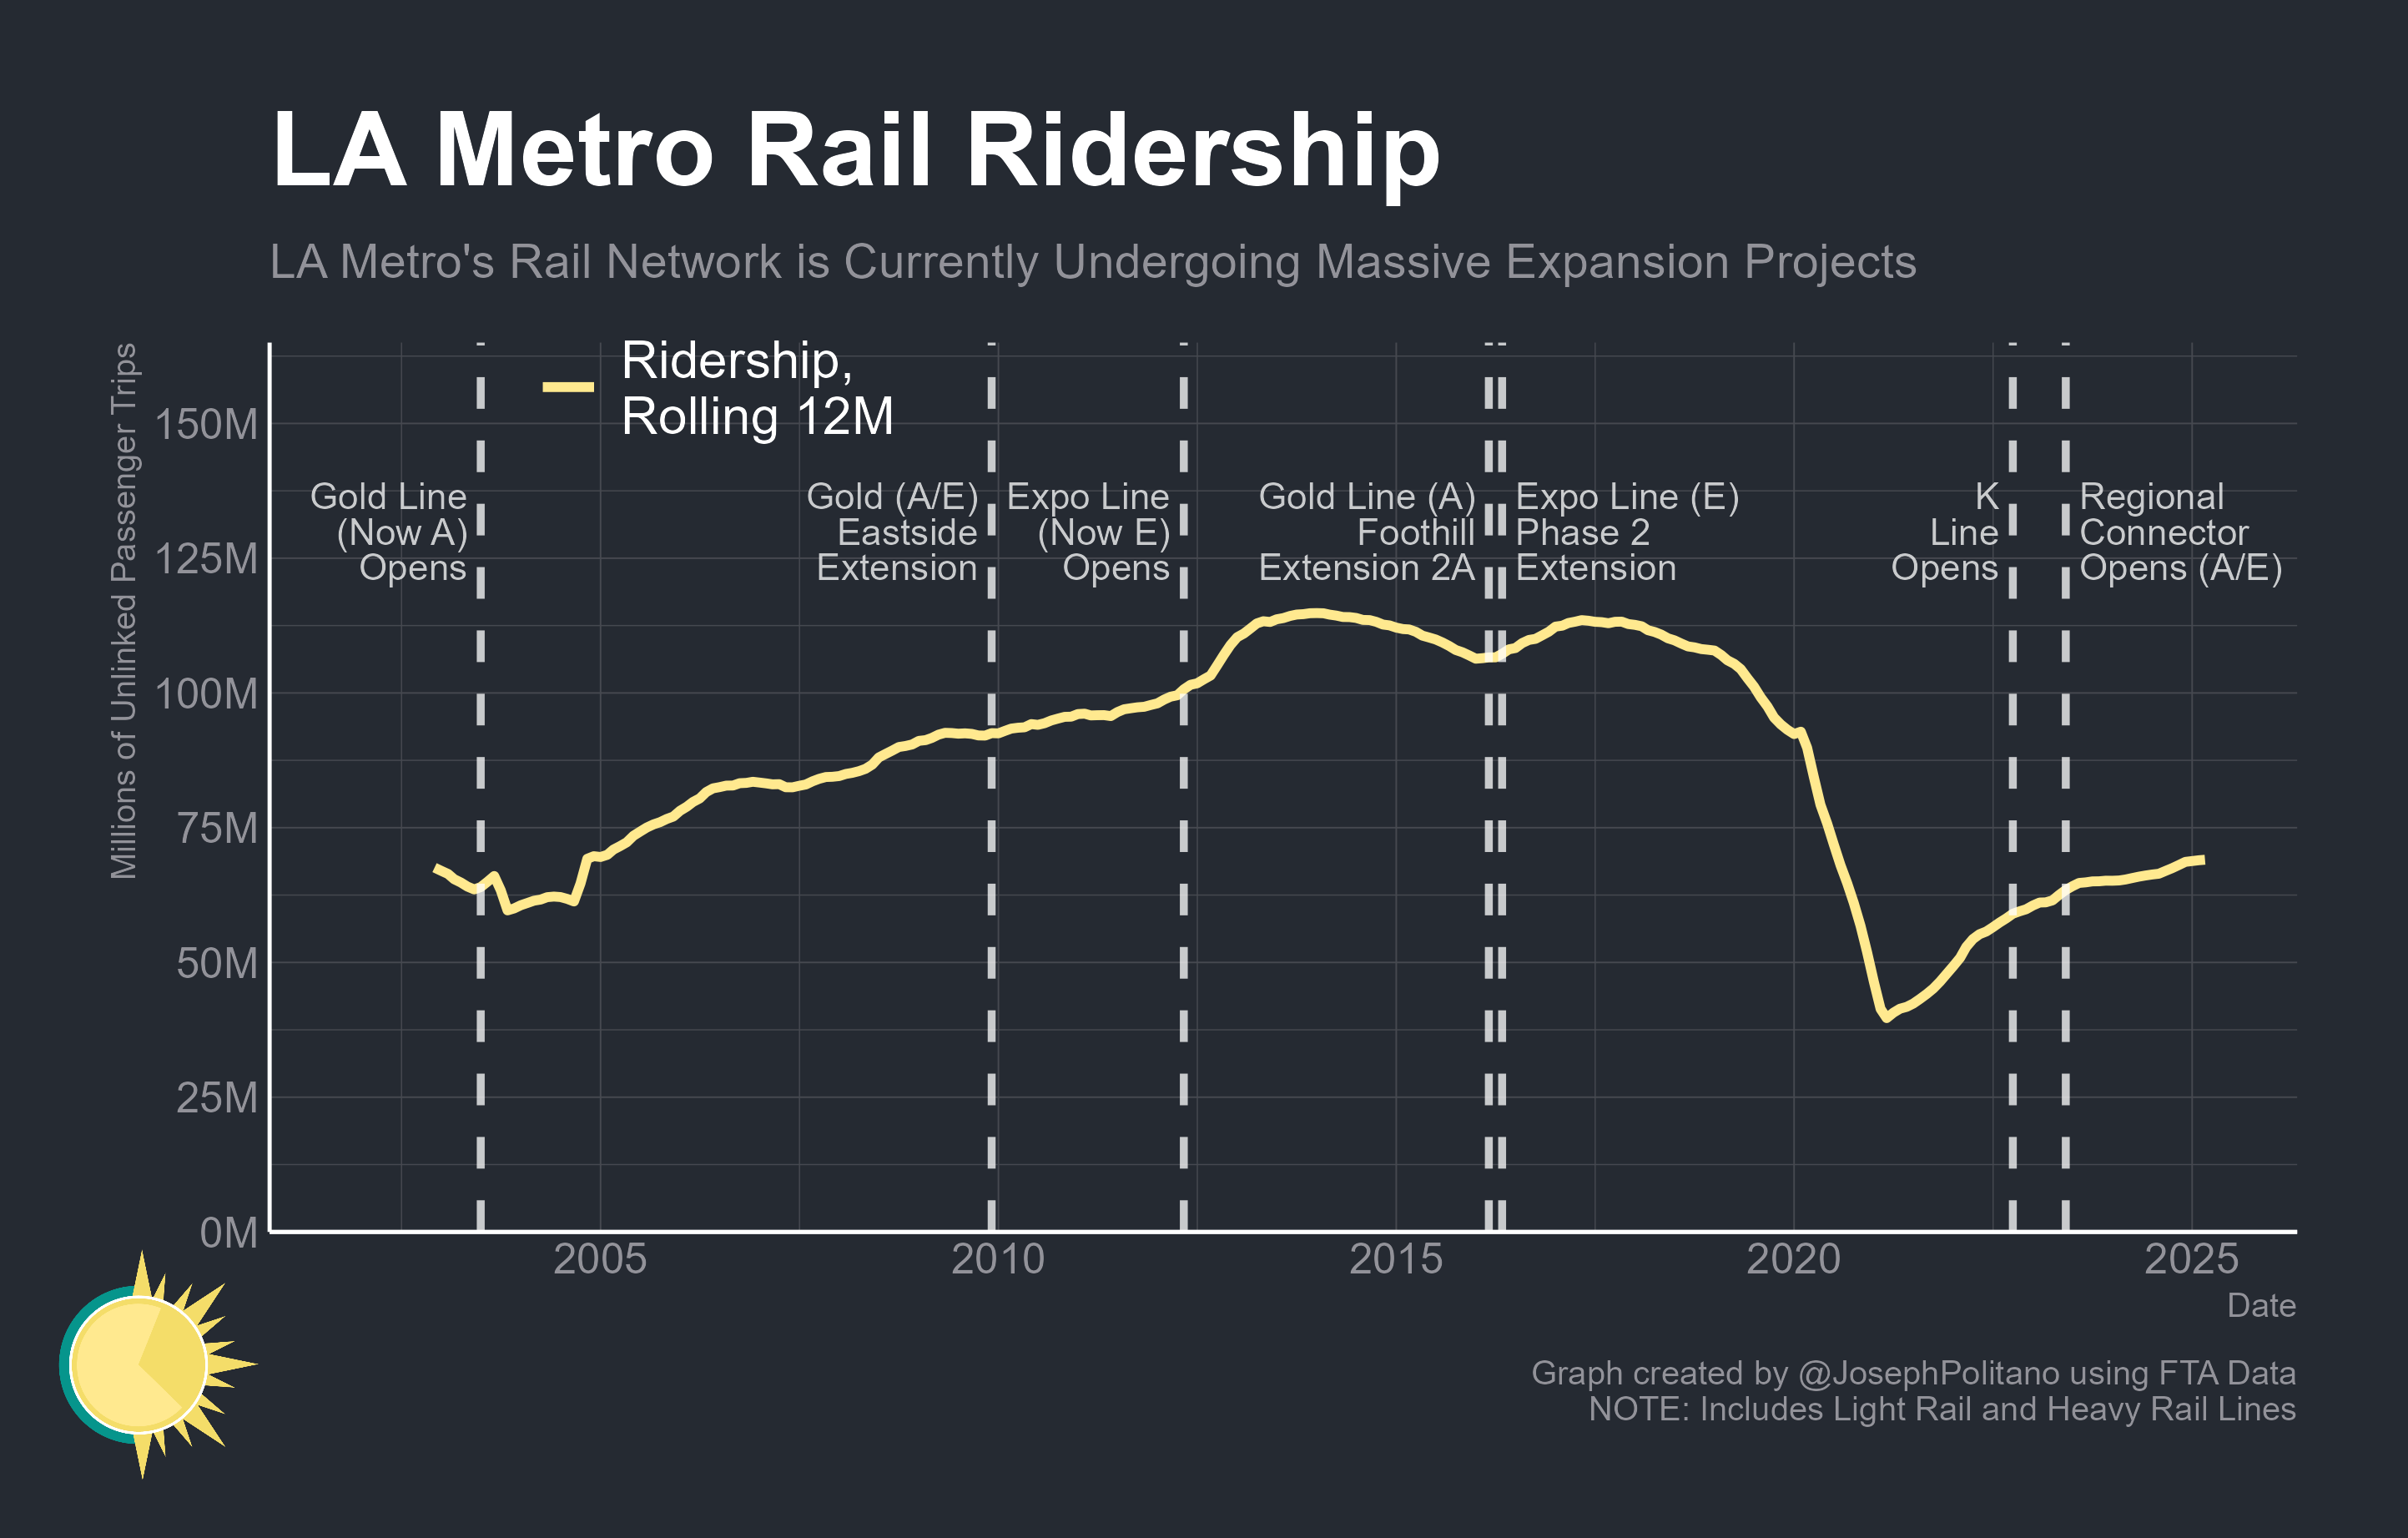 LA Metro Rail Ridership
LA Metro's Rail Network is Currently Undergoing Massive Expansion Projects
Millions of Unlinked Passenger Trips
150M
125M
100M
75M
50M
25M
0M
Ridership,
Rolling 12M
Gold Line
(Now A)
Opens
Gold (A/E)
Eastside
Extension
Expo Line
(Now E)
Opens
Gold Line (A)
Foothill
Extension 2A
Expo Line (E)
Phase 2
Extension
K
Line
Opens
Regional
Connector
Opens (A/E)
2005
2010
2015
2020
2025
Date
Graph created by @JosephPolitano using FTA Data
NOTE: Includes Light Rail and Heavy Rail Lines